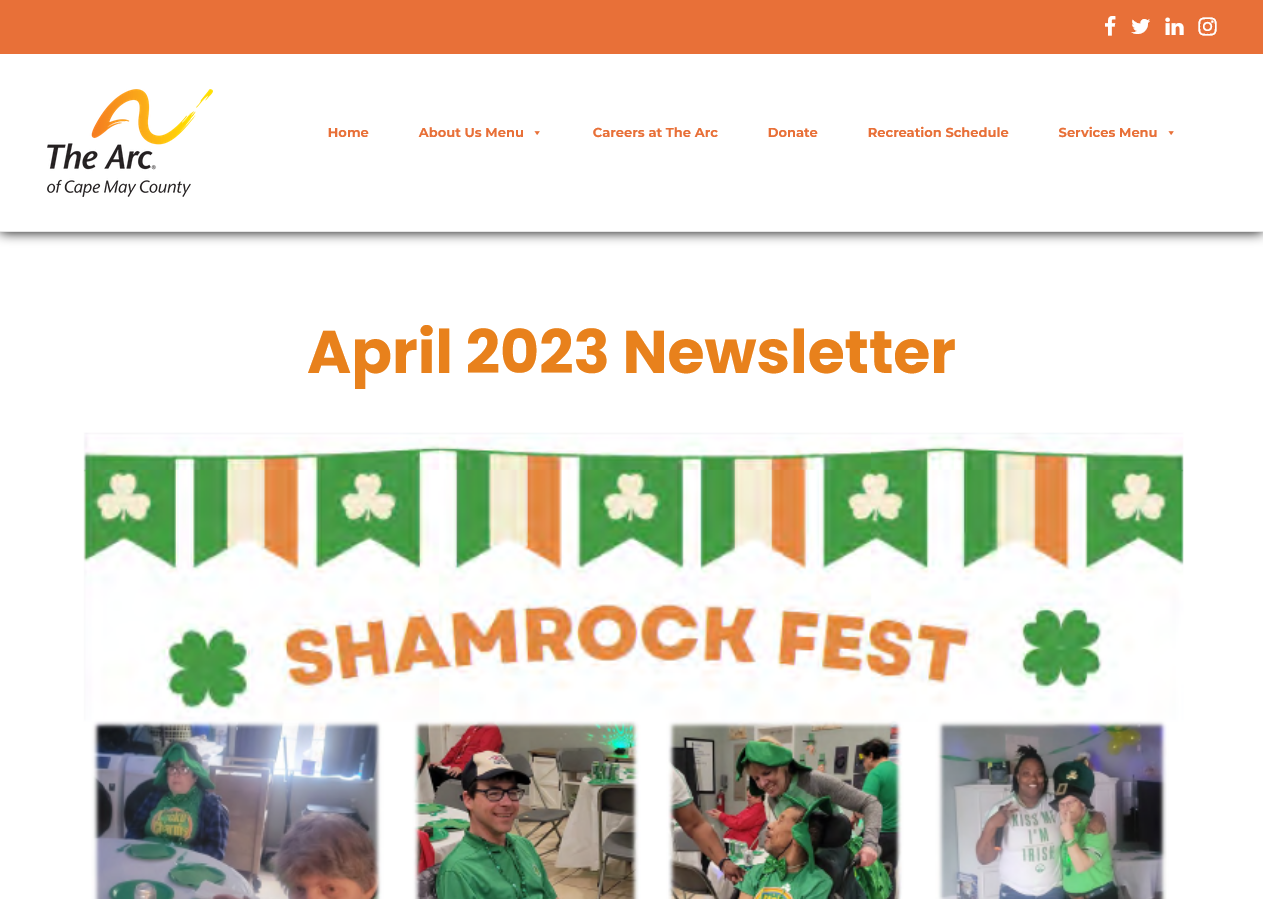 The Arc®
of Cape May County
Home
About Us Menu
Careers at The Arc
Donate
Recreation Schedule
Services Menu
April 2023 Newsletter
SHAMROCK FEST
KISS ME
I'M
IRISH